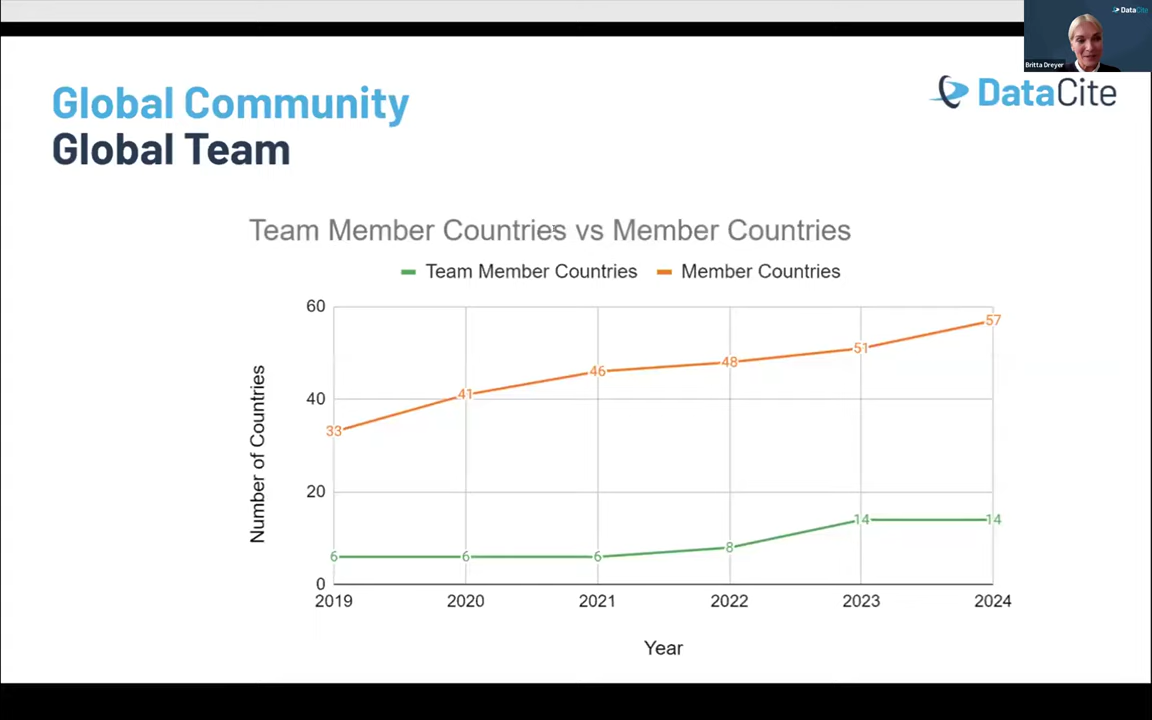 DataCite
Britta Dreyer
Global Community
Global Team
DataCite
Team Member Countries vs Member Countries
Team Member Countries
Member Countries
Number of Countries
60
40
20
0
33
41
46
48
51
57
6
6
6
8
14
14
2019
2020
2021
2022
2023
2024
Year